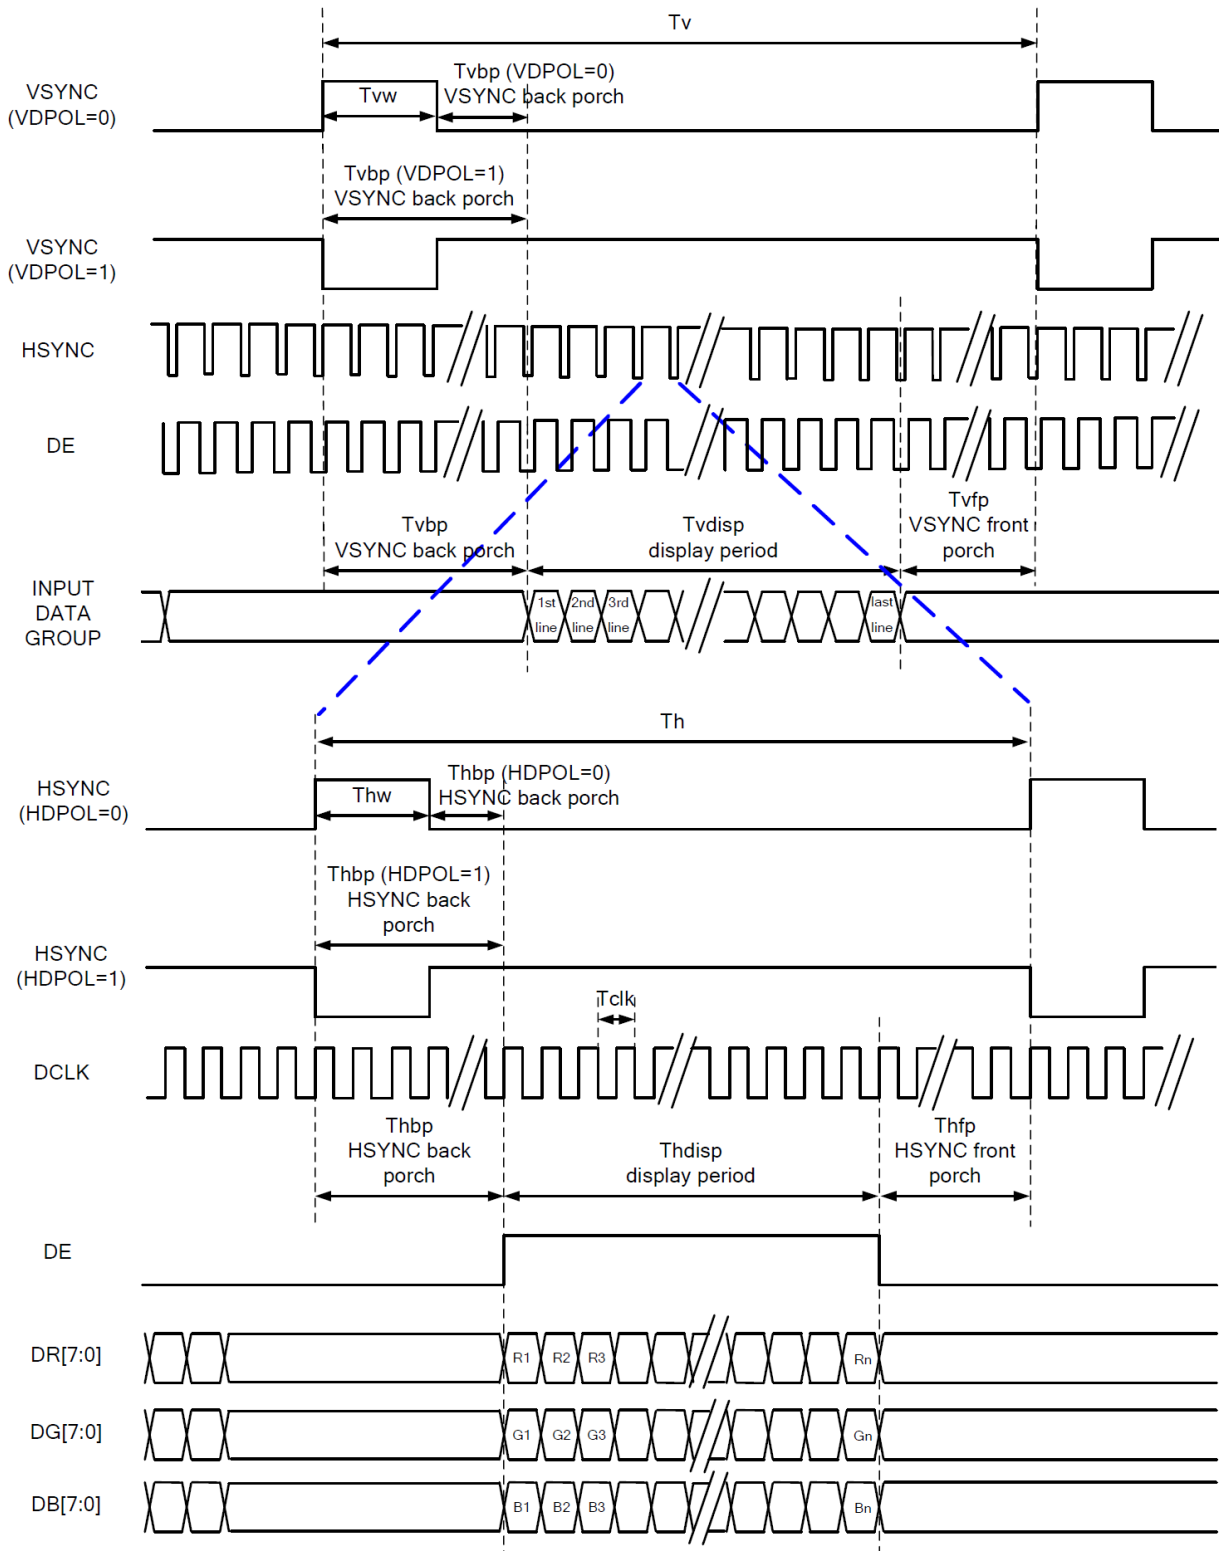 Tv
VSYNC
(VDPOL=0)
Tvw
Tvbp (VDPOL=0)
VSYNC back porch
Tvbp (VDPOL=1)
VSYNC back porch
VSYNC
(VDPOL=1)
HSYNC
DE
Tvbp
VSYNC back porch
Tvdisp
display period
Tvfp
VSYNC front
porch
INPUT
DATA
GROUP
1st
line
2nd
line
3rd
line
last
line
Th
HSYNC
(HDPOL=0)
Thw
Thbp (HDPOL=0)
HSYNC back porch
Thbp (HDPOL=1)
HSYNC back
porch
HSYNC
(HDPOL=1)
Tclk
DCLK
Thbp
HSYNC back
porch
Thdisp
display period
Thfp
HSYNC front
porch
DE
DR[7:0]
R1 R2 R3 Rn
DG[7:0]
G1 G2 G3 Gn
DB[7:0]
B1 B2 B3 Bn